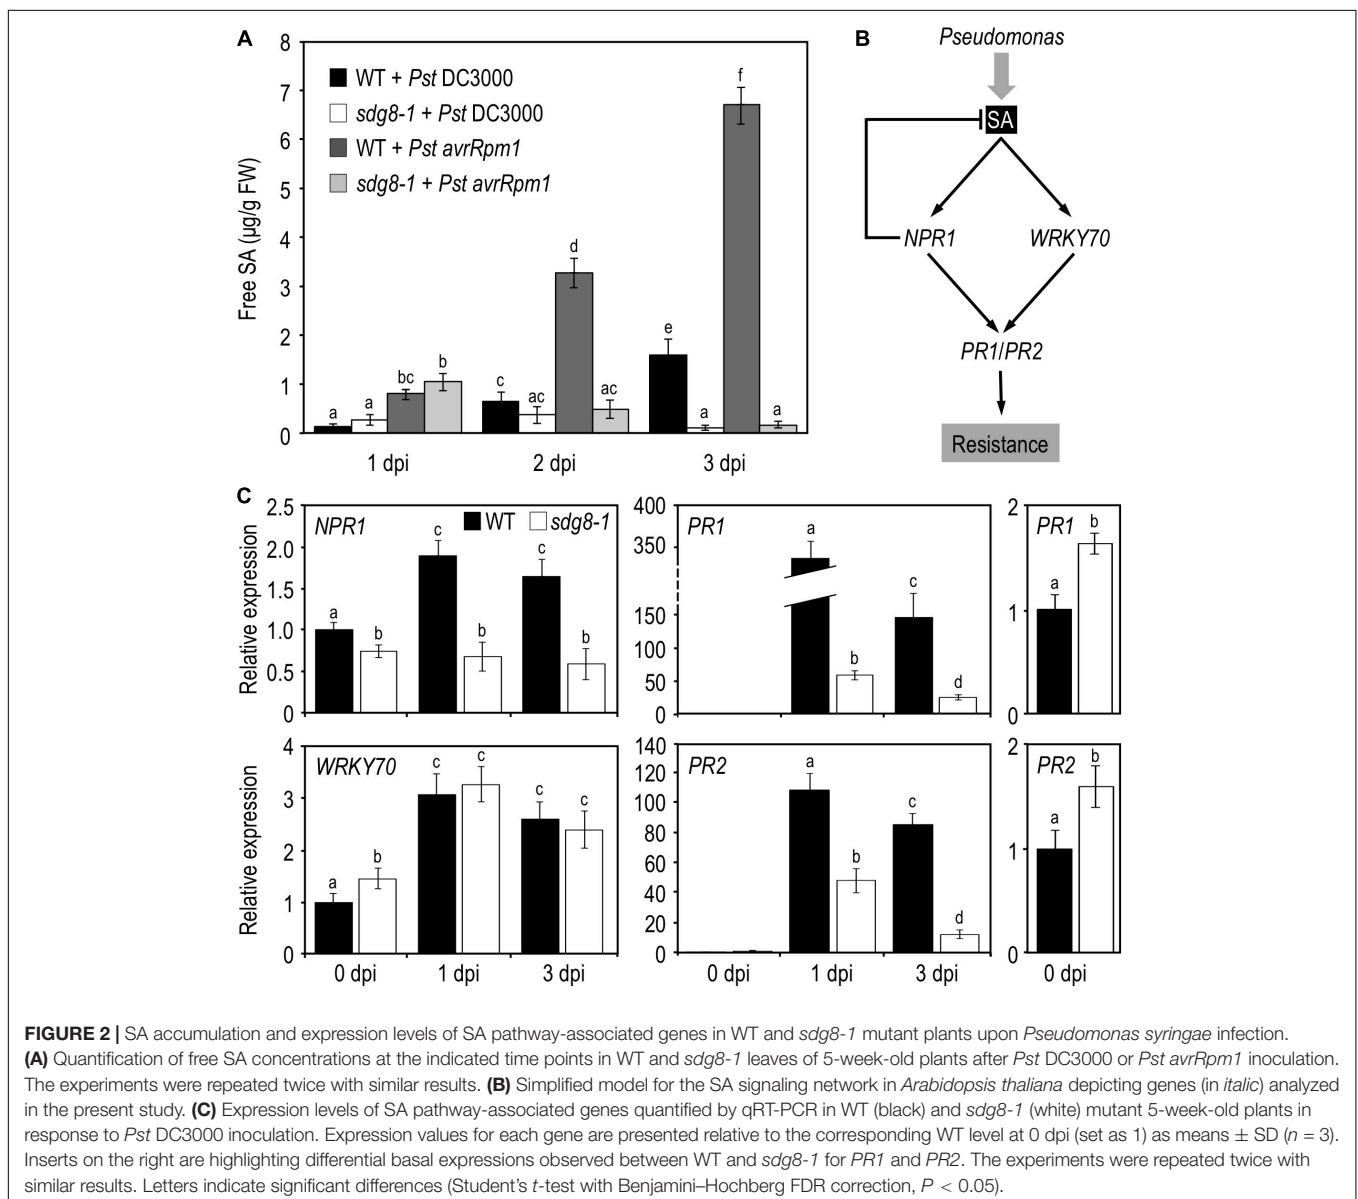 A
8
7
6
5
4
3
2
1
0
Free SA (µg/g FW)
WT + Pst DC3000
sdg8-1 + Pst DC3000
WT + Pst avrRpm1
sdg8-1 + Pst avrRpm1
a
a
bc
b
c
ac
d
ac
e
a
f
a
1 dpi
2 dpi
3 dpi
B
Pseudomonas
SA
NPR1
WRKY70
PR1/PR2
Resistance
C
Relative expression
2.5
2.0
1.5
1.0
0.5
0
NPR1
WT
sdg8-1
a
b
c
b
c
b
400
350
150
100
50
0
PR1
a
b
c
d
2
1
0
PR1
a
b
Relative expression
4
3
2
1
0
WRKY70
a
b
c
c
c
c
0 dpi
1 dpi
3 dpi
140
120
100
80
60
40
20
0
PR2
a
b
c
d
0 dpi
1 dpi
3 dpi
2
1
0
PR2
a
b
0 dpi
FIGURE 2 | SA accumulation and expression levels of SA pathway-associated genes in WT and sdg8-1 mutant plants upon Pseudomonas syringae infection.
(A) Quantification of free SA concentrations at the indicated time points in WT and sdg8-1 leaves of 5-week-old plants after Pst DC3000 or Pst avrRpm1 inoculation.
The experiments were repeated twice with similar results. (B) Simplified model for the SA signaling network in Arabidopsis thaliana depicting genes (in italic) analyzed
in the present study. (C) Expression levels of SA pathway-associated genes quantified by qRT-PCR in WT (black) and sdg8-1 (white) mutant 5-week-old plants in
response to Pst DC3000 inoculation. Expression values for each gene are presented relative to the corresponding WT level at 0 dpi (set as 1) as means ± SD (n = 3).
Inserts on the right are highlighting differential basal expressions observed between WT and sdg8-1 for PR1 and PR2. The experiments were repeated twice with
similar results. Letters indicate significant differences (Student's t-test with Benjamini–Hochberg FDR correction, P < 0.05).